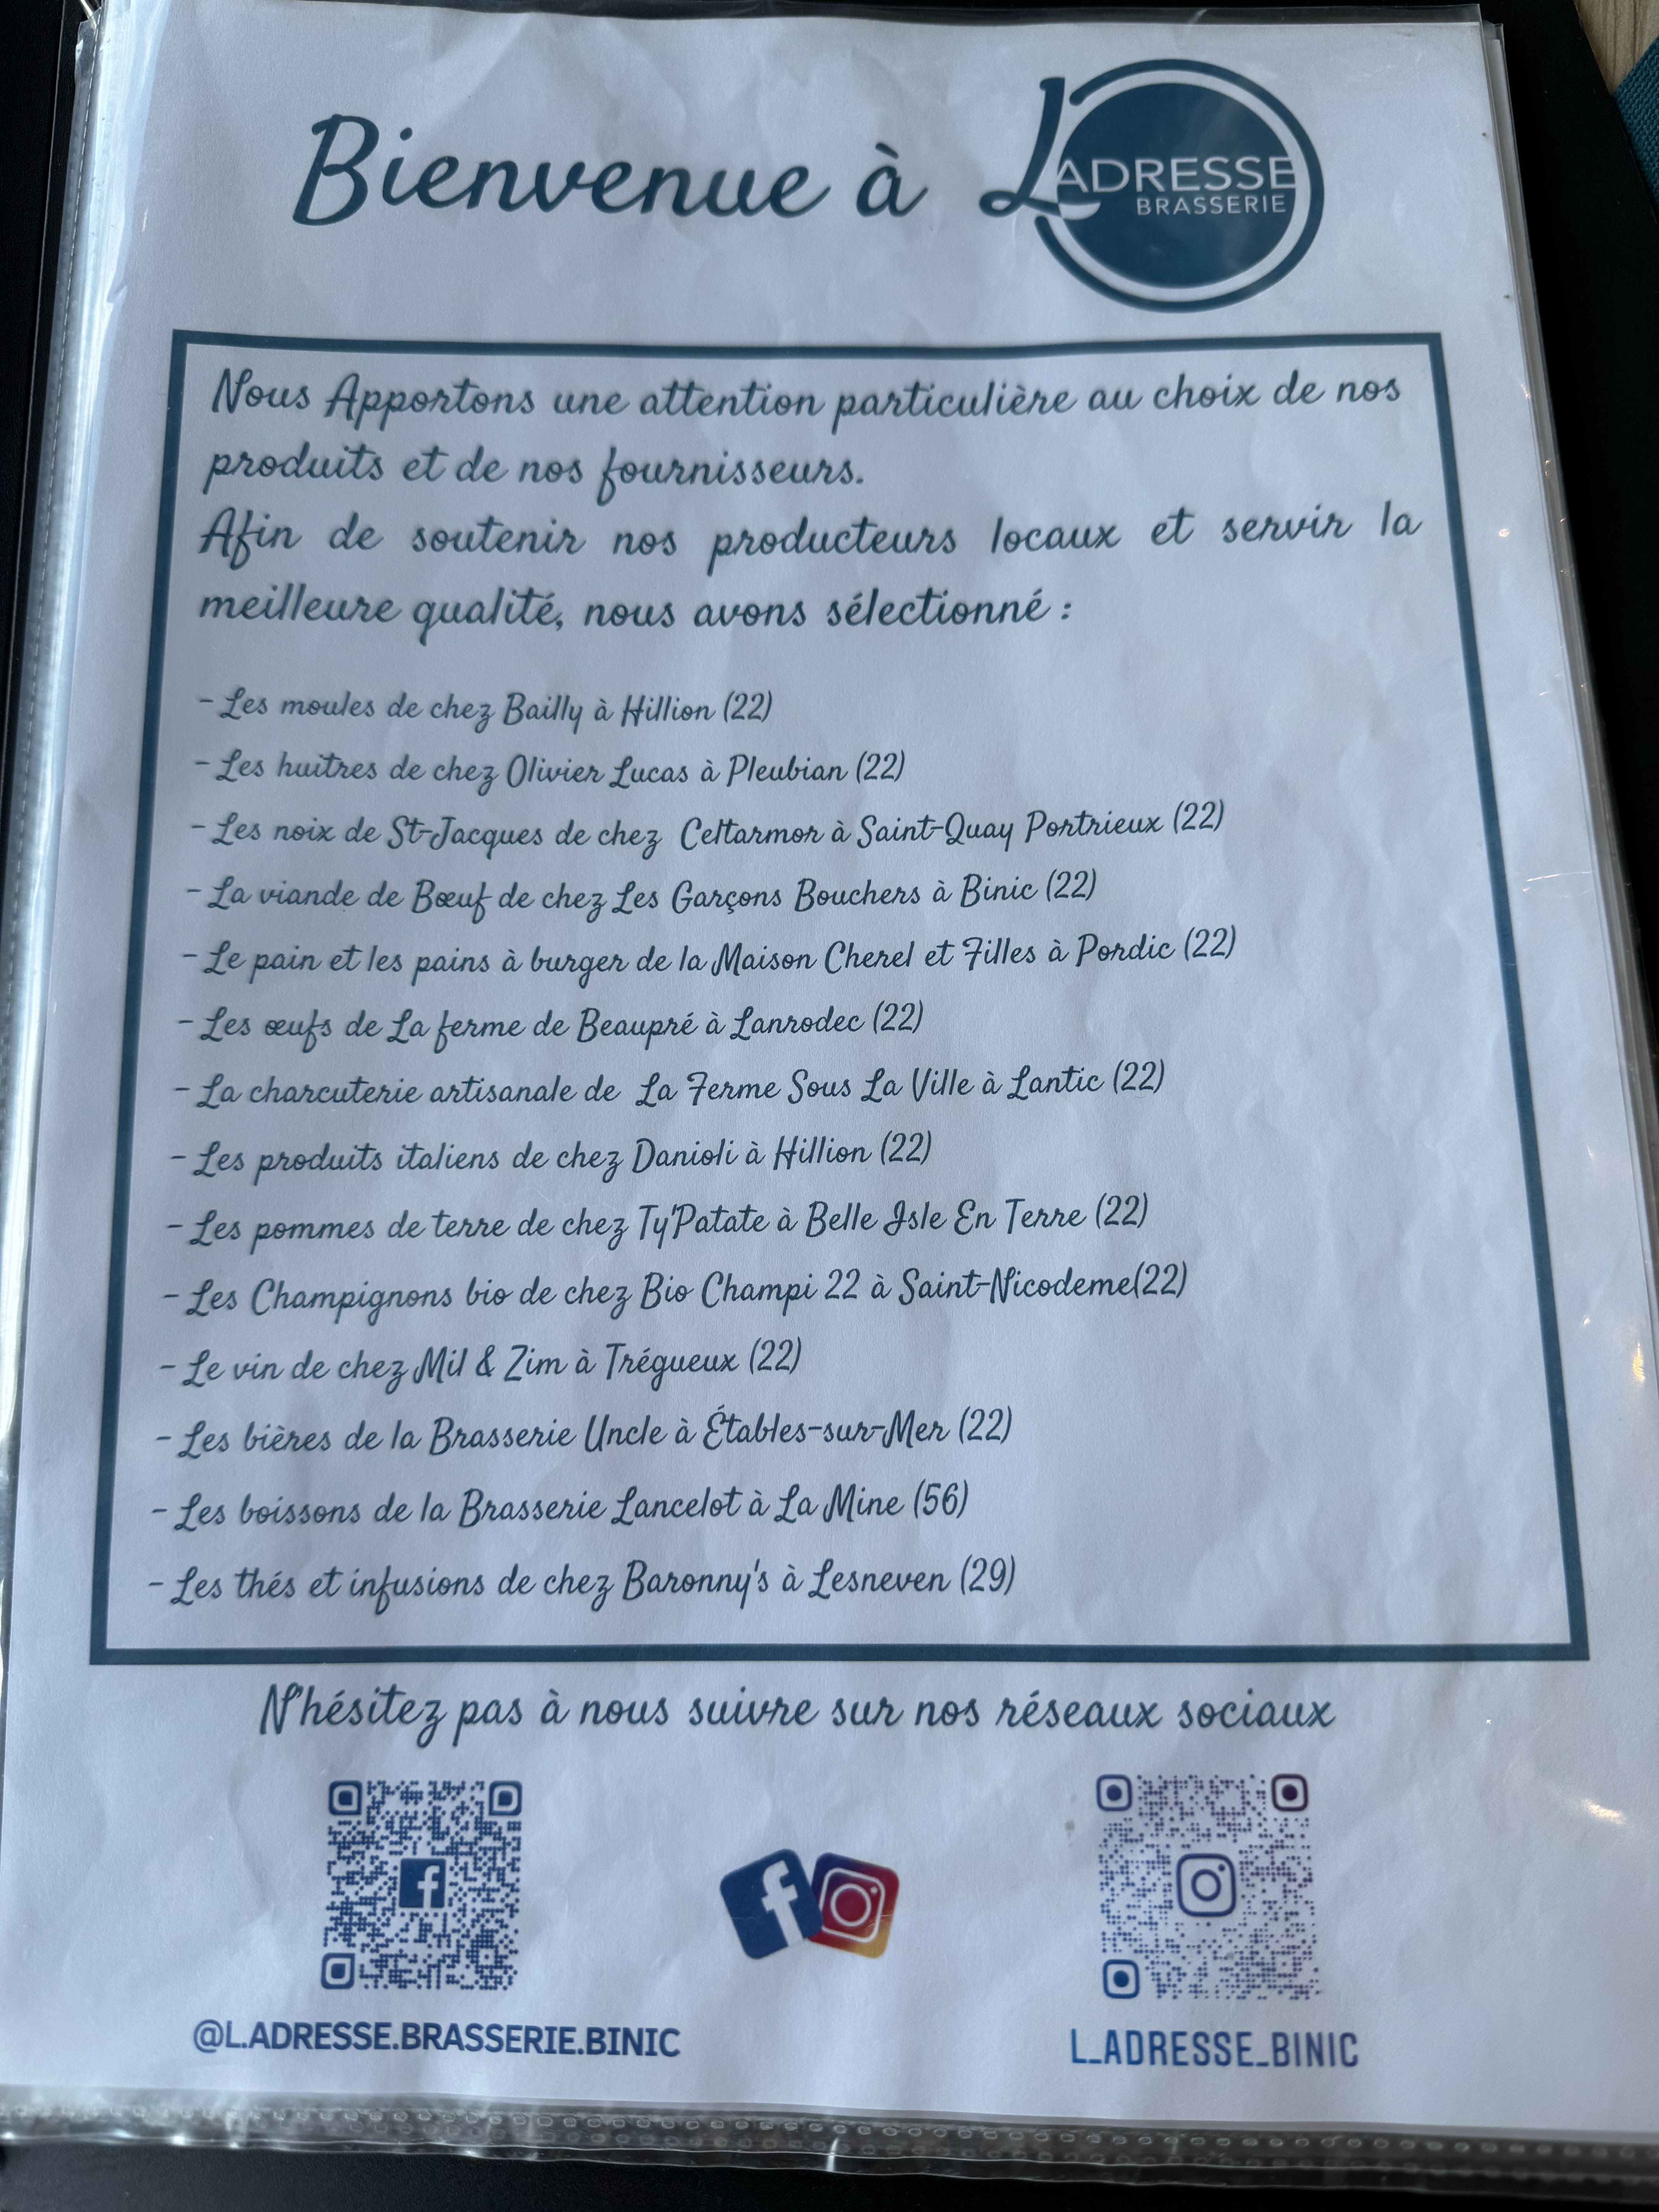 Bienvenue à L'ADRESSE
BRASSERIE
Nous Apportons une attention particulière au choix de nos
produits et de nos fournisseurs.
Afin de soutenir nos producteurs locaux et servir la
meilleure qualité, nous avons sélectionné :
- Les moules de chez Bailly à Hillion (22)
- Les huîtres de chez Olivier Lucas à Pleubian (22)
- Les noix de St-Jacques de chez Celtarmor à Saint-Quay Portrieux (22)
- La viande de Bœuf de chez Les Garçons Bouchers à Binic (22)
- Le pain et les pains à burger de la Maison Cherel et Filles à Pordic (22)
- Les œufs de La ferme de Beaupré à Lanrodec (22)
- La charcuterie artisanale de La Ferme Sous La Ville à Lantic (22)
- Les produits italiens de chez Danioli à Hillion (22)
- Les pommes de terre de chez Ty'Patate à Belle Isle En Terre (22)
- Les Champignons bio de chez Bio Champi 22 à Saint-Nicodeme(22)
- Le vin de chez Mil & Zim à Trégueux (22)
- Les bières de la Brasserie Uncle à Étables-sur-Mer (22)
- Les boissons de la Brasserie Lancelot à La Mine (56)
- Les thés et infusions de chez Baronny's à Lesneven (29)
N'hésitez pas à nous suivre sur nos réseaux sociaux
@L.ADRESSE.BRASSERIE.BINIC
L_ADRESSE_BINIC